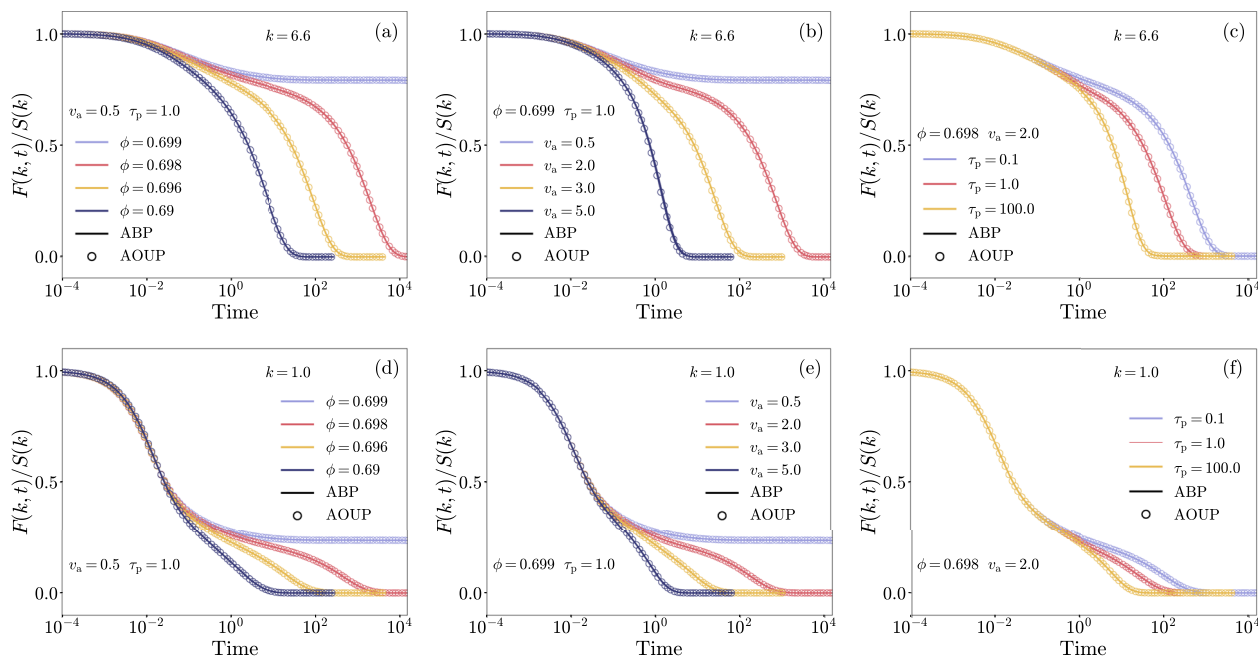 (a)
k = 6.6
1.0
0.5
0.0
F(k, t)/S(k)
v_a = 0.5 τ_p = 1.0
ϕ = 0.699
ϕ = 0.698
ϕ = 0.696
ϕ = 0.69
ABP
AOUP
10^−4 10^−2 10^0 10^2 10^4
Time
(b)
k = 6.6
1.0
0.5
0.0
F(k, t)/S(k)
ϕ = 0.699 τ_p = 1.0
v_a = 0.5
v_a = 2.0
v_a = 3.0
v_a = 5.0
ABP
AOUP
10^−4 10^−2 10^0 10^2 10^4
Time
(c)
k = 6.6
1.0
0.5
0.0
F(k, t)/S(k)
ϕ = 0.698 v_a = 2.0
τ_p = 0.1
τ_p = 1.0
τ_p = 100.0
ABP
AOUP
10^−4 10^−2 10^0 10^2 10^4
Time
(d)
k = 1.0
1.0
0.5
0.0
F(k, t)/S(k)
ϕ = 0.699
ϕ = 0.698
ϕ = 0.696
ϕ = 0.69
ABP
AOUP
v_a = 0.5 τ_p = 1.0
10^−4 10^−2 10^0 10^2 10^4
Time
(e)
k = 1.0
1.0
0.5
0.0
F(k, t)/S(k)
v_a = 0.5
v_a = 2.0
v_a = 3.0
v_a = 5.0
ABP
AOUP
ϕ = 0.699 τ_p = 1.0
10^−4 10^−2 10^0 10^2 10^4
Time
(f)
k = 1.0
1.0
0.5
0.0
F(k, t)/S(k)
τ_p = 0.1
τ_p = 1.0
τ_p = 100.0
ABP
AOUP
ϕ = 0.698 v_a = 2.0
10^−4 10^−2 10^0 10^2 10^4
Time